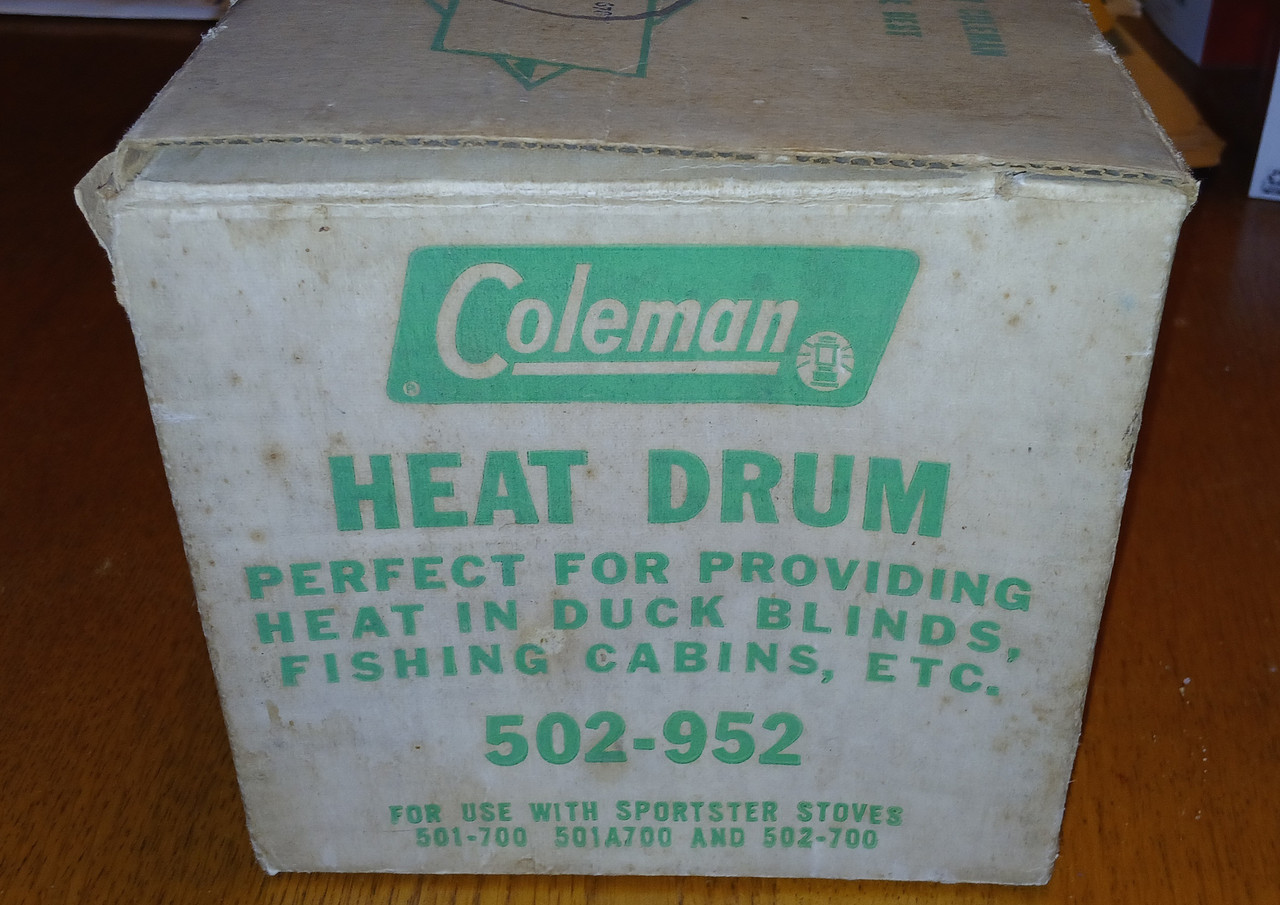 Coleman
®
HEAT DRUM
PERFECT FOR PROVIDING
HEAT IN DUCK BLINDS,
FISHING CABINS, ETC.
502-952
FOR USE WITH SPORTSTER STOVES
501-700 501A700 AND 502-700